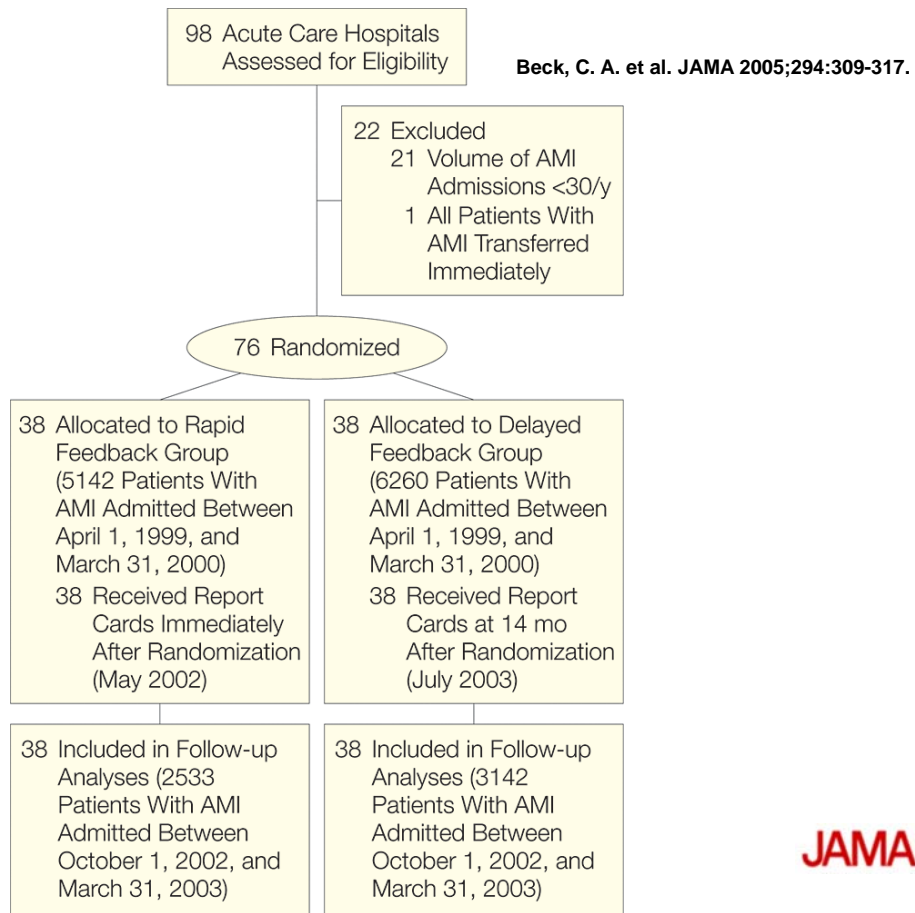 98 Acute Care Hospitals
Assessed for Eligibility
Beck, C. A. et al. JAMA 2005;294:309-317.
22 Excluded
21 Volume of AMI
Admissions <30/y
1 All Patients With
AMI Transferred
Immediately
76 Randomized
38 Allocated to Rapid
Feedback Group
(5142 Patients With
AMI Admitted Between
April 1, 1999, and
March 31, 2000)
38 Received Report
Cards Immediately
After Randomization
(May 2002)
38 Allocated to Delayed
Feedback Group
(6260 Patients With
AMI Admitted Between
April 1, 1999, and
March 31, 2000)
38 Received Report
Cards at 14 mo
After Randomization
(July 2003)
38 Included in Follow-up
Analyses (2533
Patients With AMI
Admitted Between
October 1, 2002, and
March 31, 2003)
38 Included in Follow-up
Analyses (3142
Patients With AMI
Admitted Between
October 1, 2002, and
March 31, 2003)
JAMA